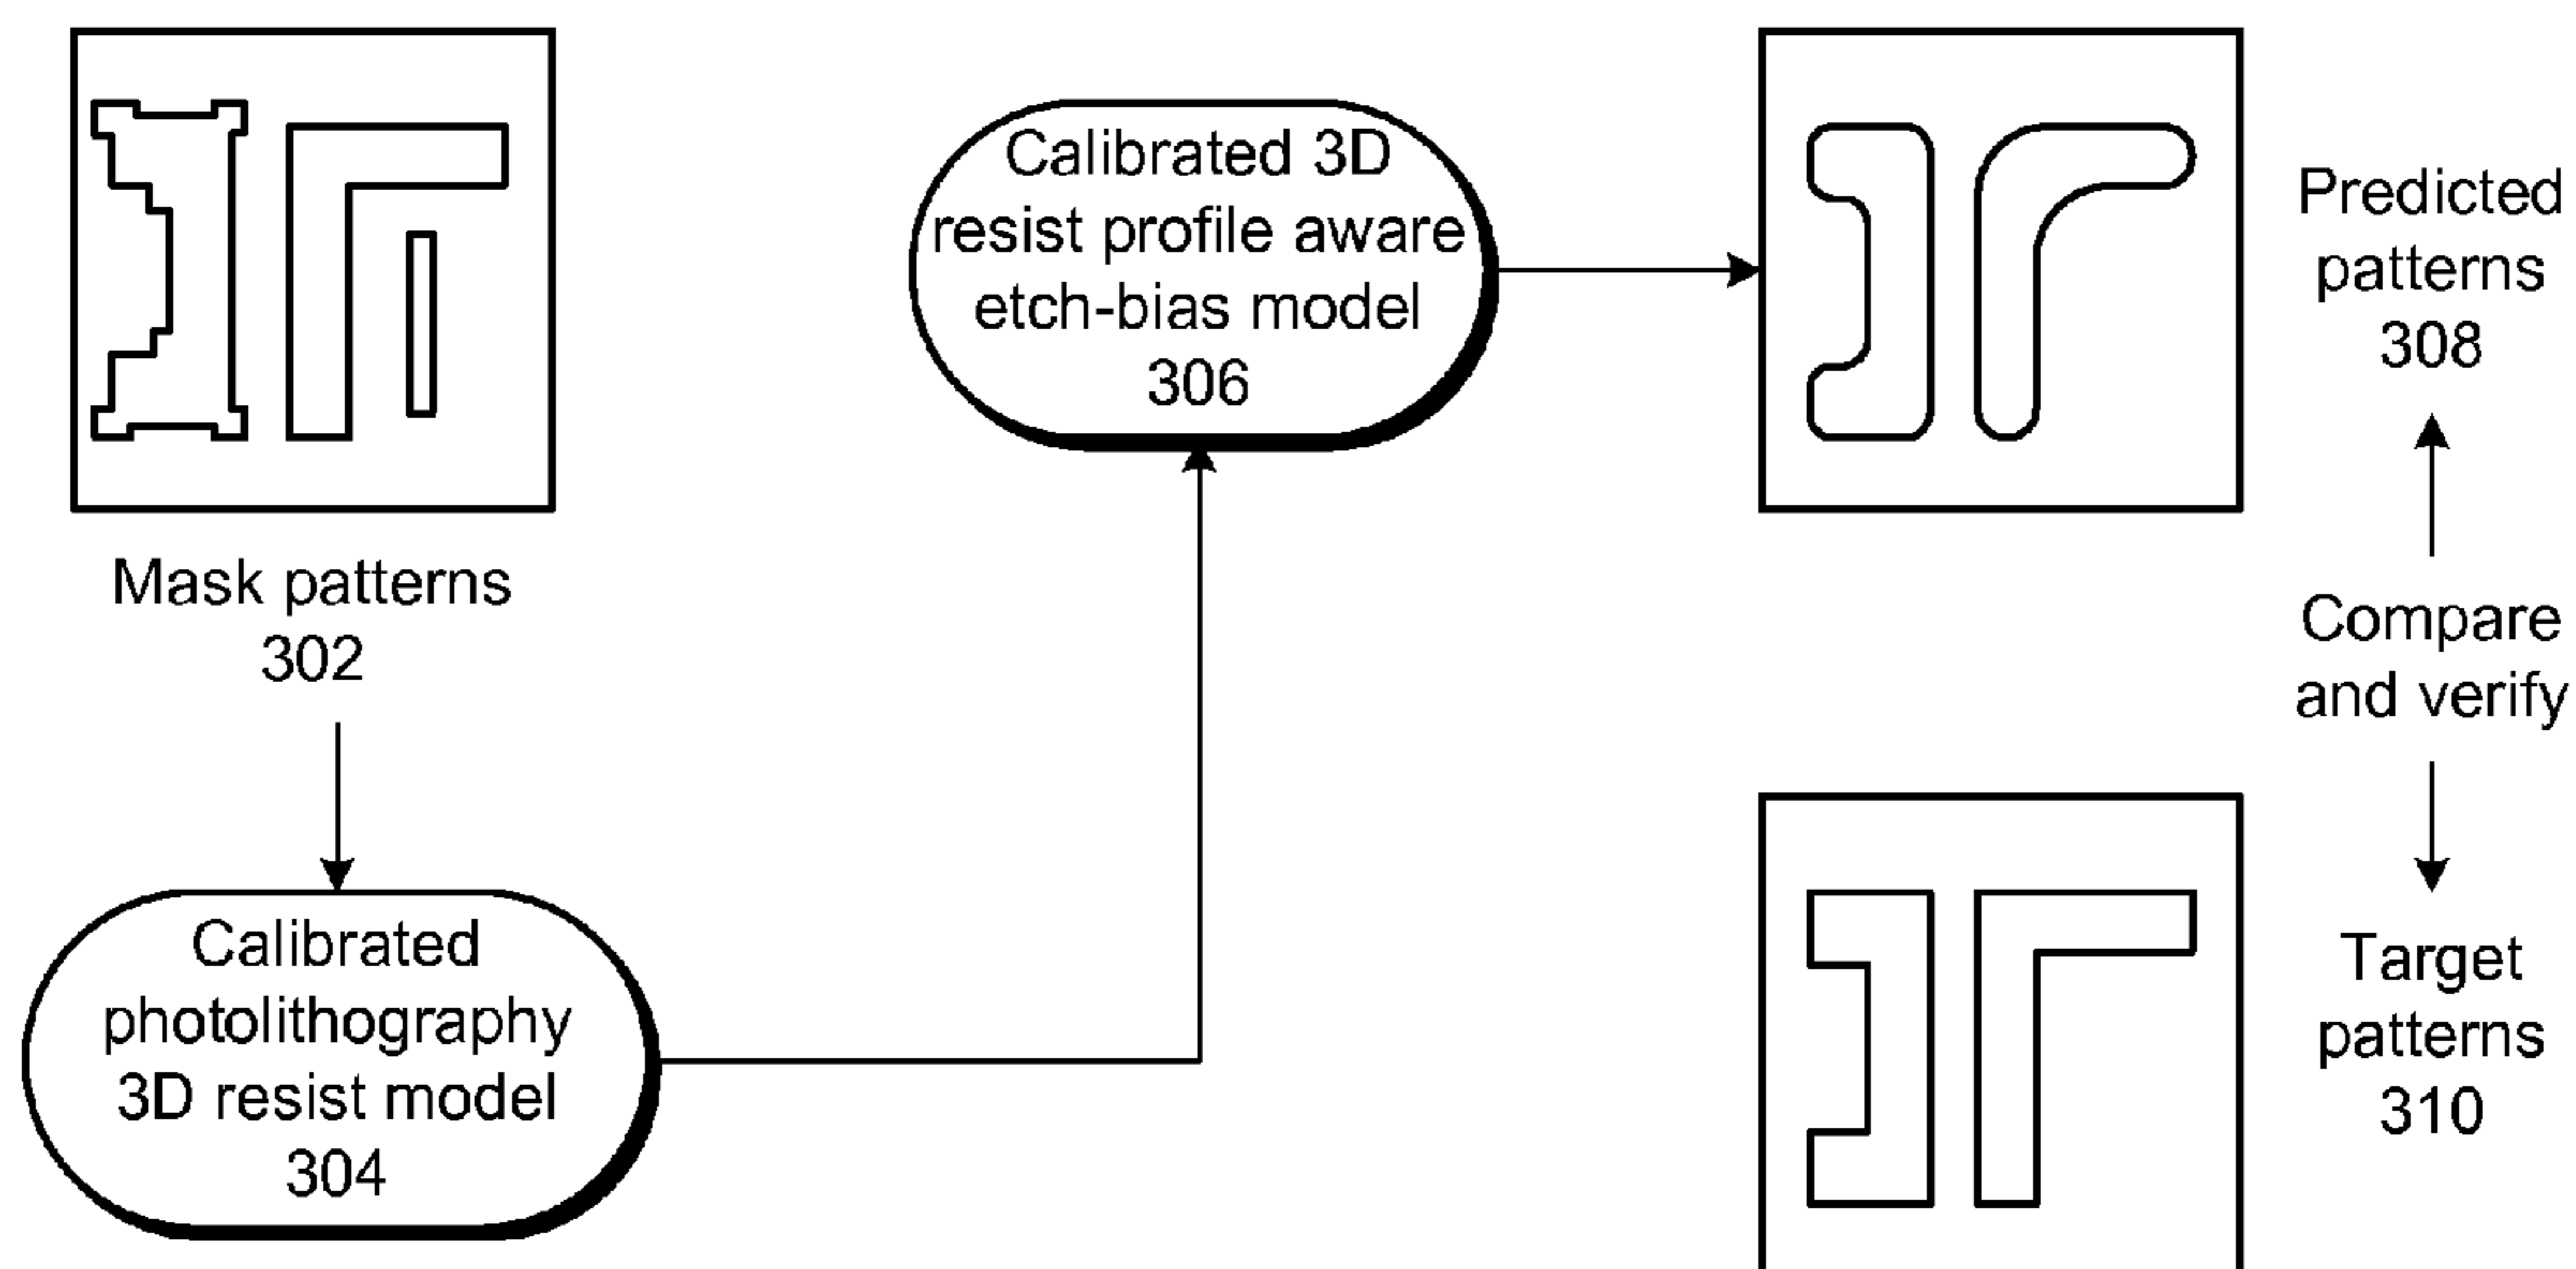 Mask patterns
302
Calibrated
photolithography
3D resist model
304
Calibrated 3D
resist profile aware
etch-bias model
306
Predicted
patterns
308
Compare
and verify
Target
patterns
310